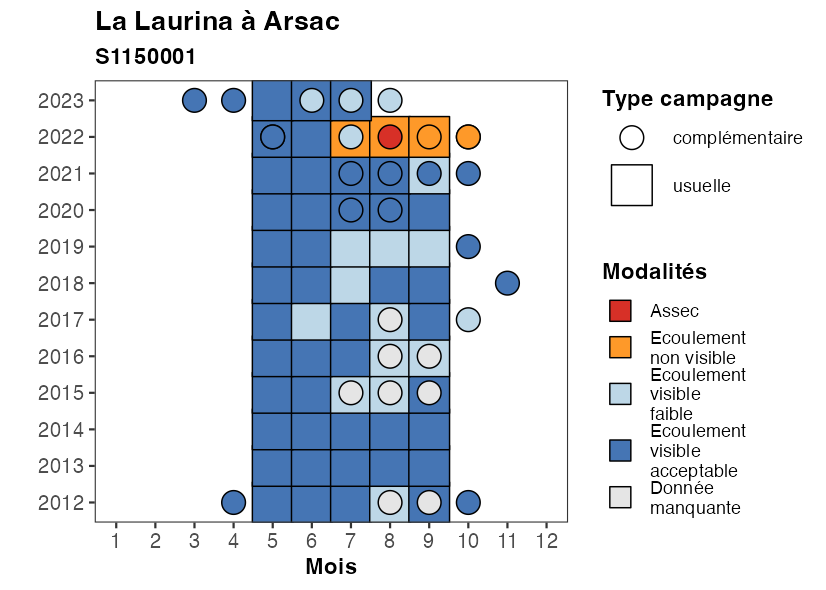 La Laurina à Arsac
S1150001
2023
2022
2021
2020
2019
2018
2017
2016
2015
2014
2013
2012
1 2 3 4 5 6 7 8 9 10 11 12
Mois
Type campagne
complémentaire
usuelle
Modalités
Assec
Ecoulement
non visible
Ecoulement
visible
faible
Ecoulement
visible
acceptable
Donnée
manquante